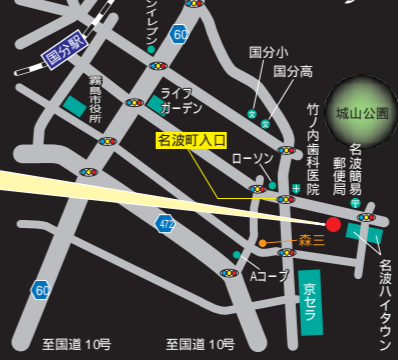 ンイレブン
60
国分駅
国分小
国分高
霧島市役所
ライフ
ガーデン
文
文
竹ノ内歯科医院
城山公園
名波町入口
ローソン
名波簡易
郵便局
〒
472
森三
Aコープ
名波ハイタウン
京セラ
60
至国道10号
至国道10号